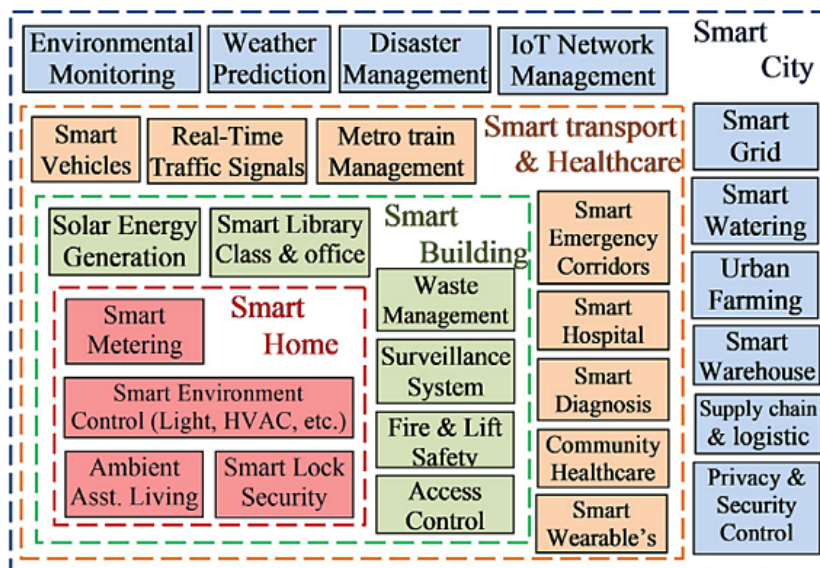 Environmental
Monitoring
Weather
Prediction
Disaster
Management
IoT Network
Management
Smart
City
Smart
Vehicles
Real-Time
Traffic Signals
Metro train
Management
Smart transport
& Healthcare
Smart
Grid
Smart
Watering
Urban
Farming
Smart
Warehouse
Supply chain
& logistic
Privacy &
Security
Control
Solar Energy
Generation
Smart Library
Class & office
Smart
Building
Smart
Emergency
Corridors
Smart
Hospital
Smart
Diagnosis
Community
Healthcare
Smart
Wearable's
Waste
Management
Surveillance
System
Fire & Lift
Safety
Access
Control
Smart
Metering
Smart
Home
Smart Environment
Control (Light, HVAC, etc.)
Ambient
Asst. Living
Smart Lock
Security